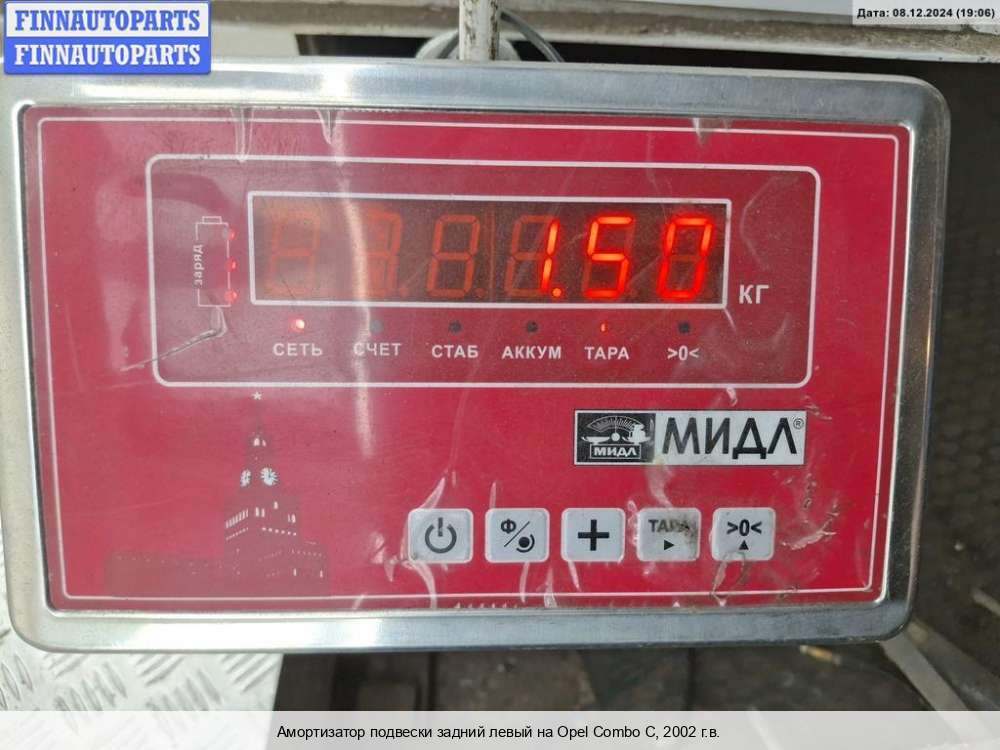 FINNAUTOPARTS
FINNAUTOPARTS
Дата: 08.12.2024 (19:06)
заряд
1.50
КГ
СЕТЬ СЧЕТ СТАБ АККУМ ТАРА >0<
МИДЛ
МИДЛ®
Ф/
+
ТАРА
>0<
Амортизатор подвески задний левый на Opel Combo C, 2002 г.в.